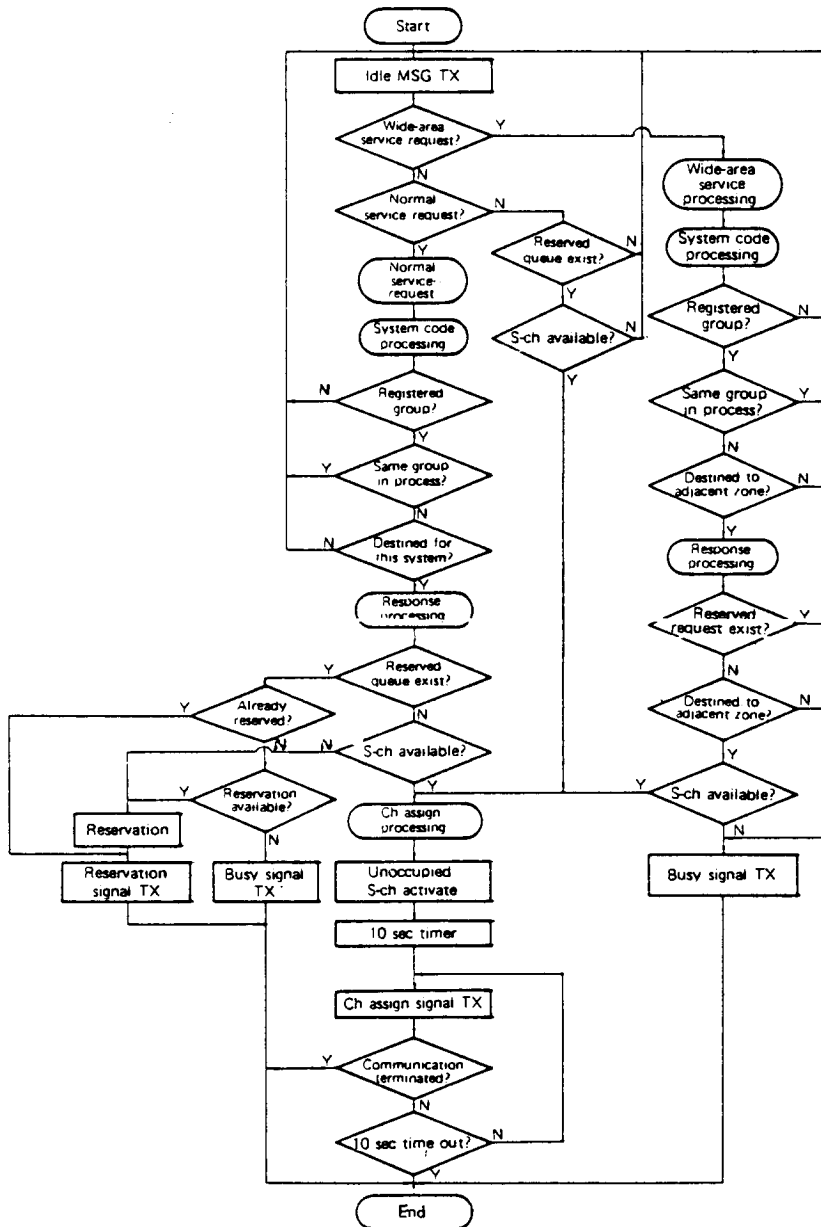 Start
Idle MSG TX
Wide-area
service request?
Y
N
Normal
service request?
N
Y
Wide-area
service
processing
Reserved
queue exist?
N
Y
System code
processing
Normal
service-
request
System code
processing
S-ch available?
N
Y
Registered
group?
N
Y
N
Registered
group?
Y
Same group
in process?
Y
N
Y
Same group
in process?
N
Destined to
adjacent zone?
N
Y
N
Destined for
this system?
Y
Response
processing
Response
processing
Reserved
request exist?
Y
N
Y
Reserved
queue exist?
N
Y
Already
reserved?
N
Destined to
adjacent zone?
N
Y
N
S-ch available?
Y
Y
S-ch available?
N
Y
Reservation
available?
N
Ch assign
processing
Reservation
Reservation
signal TX
Busy signal
TX
Unoccupied
S-ch activate
Busy signal TX
10 sec timer
Ch assign signal TX
Y
Communication
terminated?
N
10 sec time out?
N
Y
End